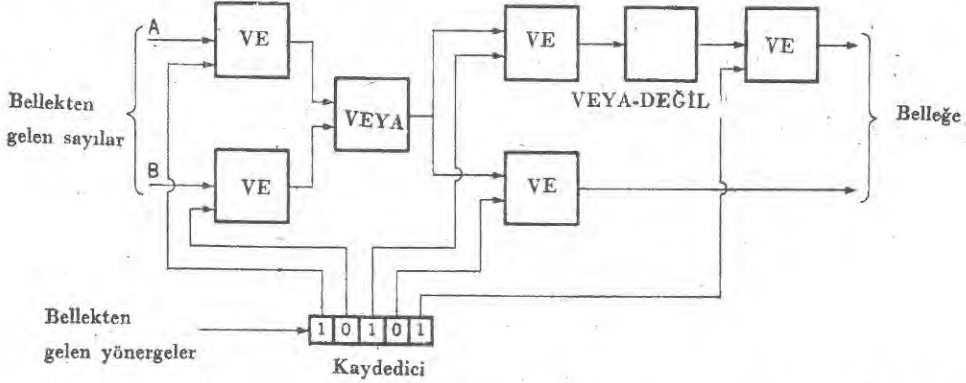 A
VE
VE
VE
VEYA
VEYA-DEĞİL
Bellekten
gelen sayılar
Belleğe
B
VE
VE
Bellekten
gelen yönergeler
1 0 1 0 1
Kaydedici